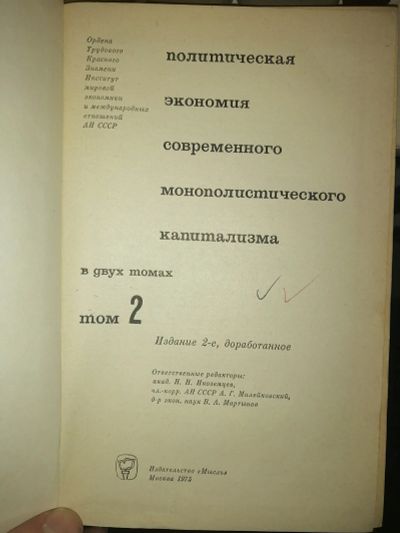 Ордена
Трудового
Красного
Знамени
Институт
мировой
экономики
и международных
отношений
АН СССР
политическая
экономия
современного
монополистического
капитализма
в двух томах
том 2
Издание 2-е, доработанное
Ответственные редакторы:
акад. Н. Н. Иноземцев,
чл.-корр. АН СССР А. Г. Милейковский,
д-р экон. наук В. А. Мартынов
Издательство «Мысль»
Москва 1975